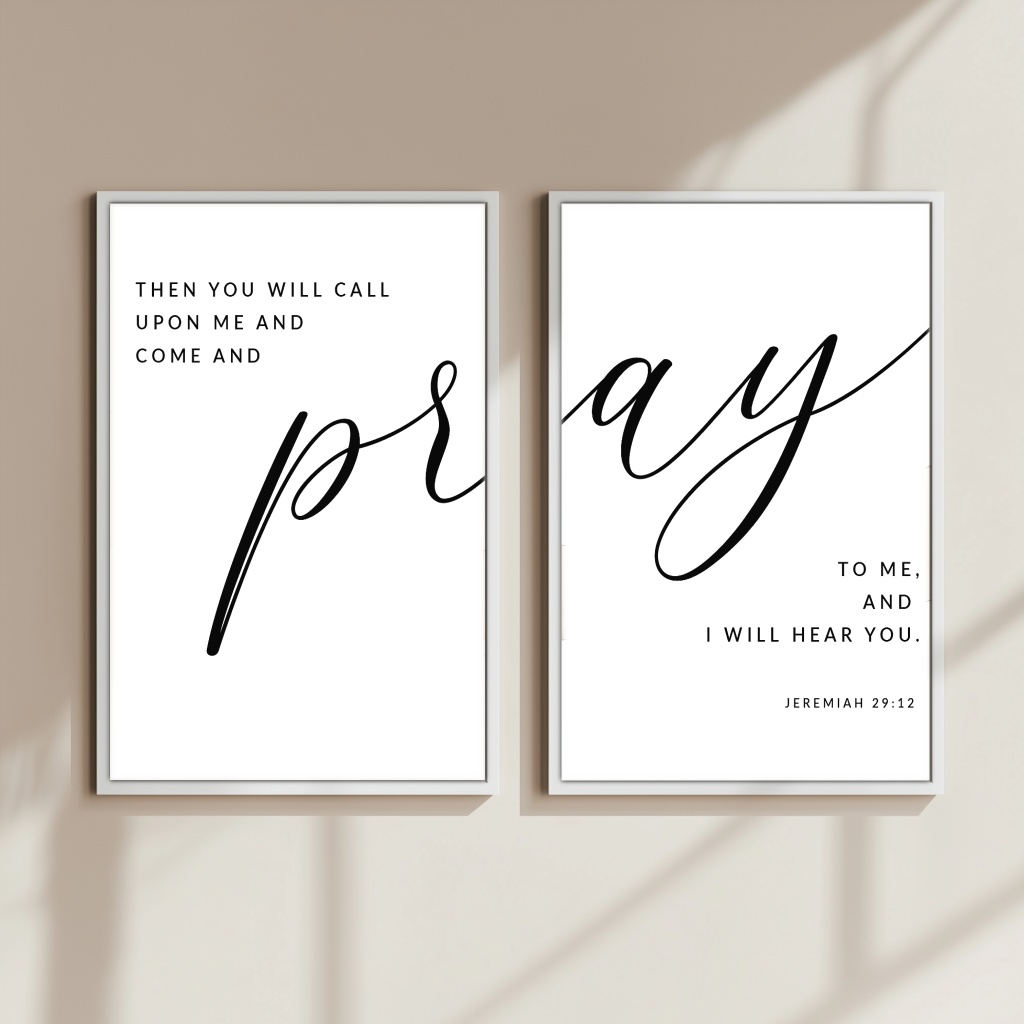 THEN YOU WILL CALL
UPON ME AND
COME AND
pray
TO ME,
AND
I WILL HEAR YOU.
JEREMIAH 29:12